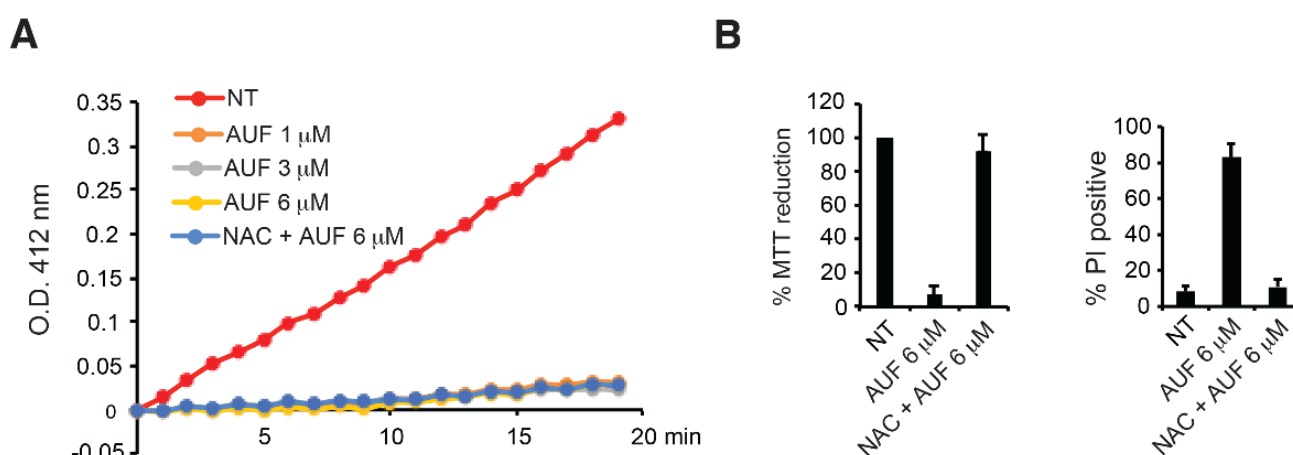 A
O.D. 412 nm
0.35
0.3
0.25
0.2
0.15
0.1
0.05
0
-0.05
NT
AUF 1 μM
AUF 3 μM
AUF 6 μM
NAC + AUF 6 μM
5
10
15
20 min
B
% MTT reduction
120
100
80
60
40
20
0
NT
AUF 6 μM
NAC + AUF 6 μM
% PI positive
100
80
60
40
20
0
NT
AUF 6 μM
NAC + AUF 6 μM